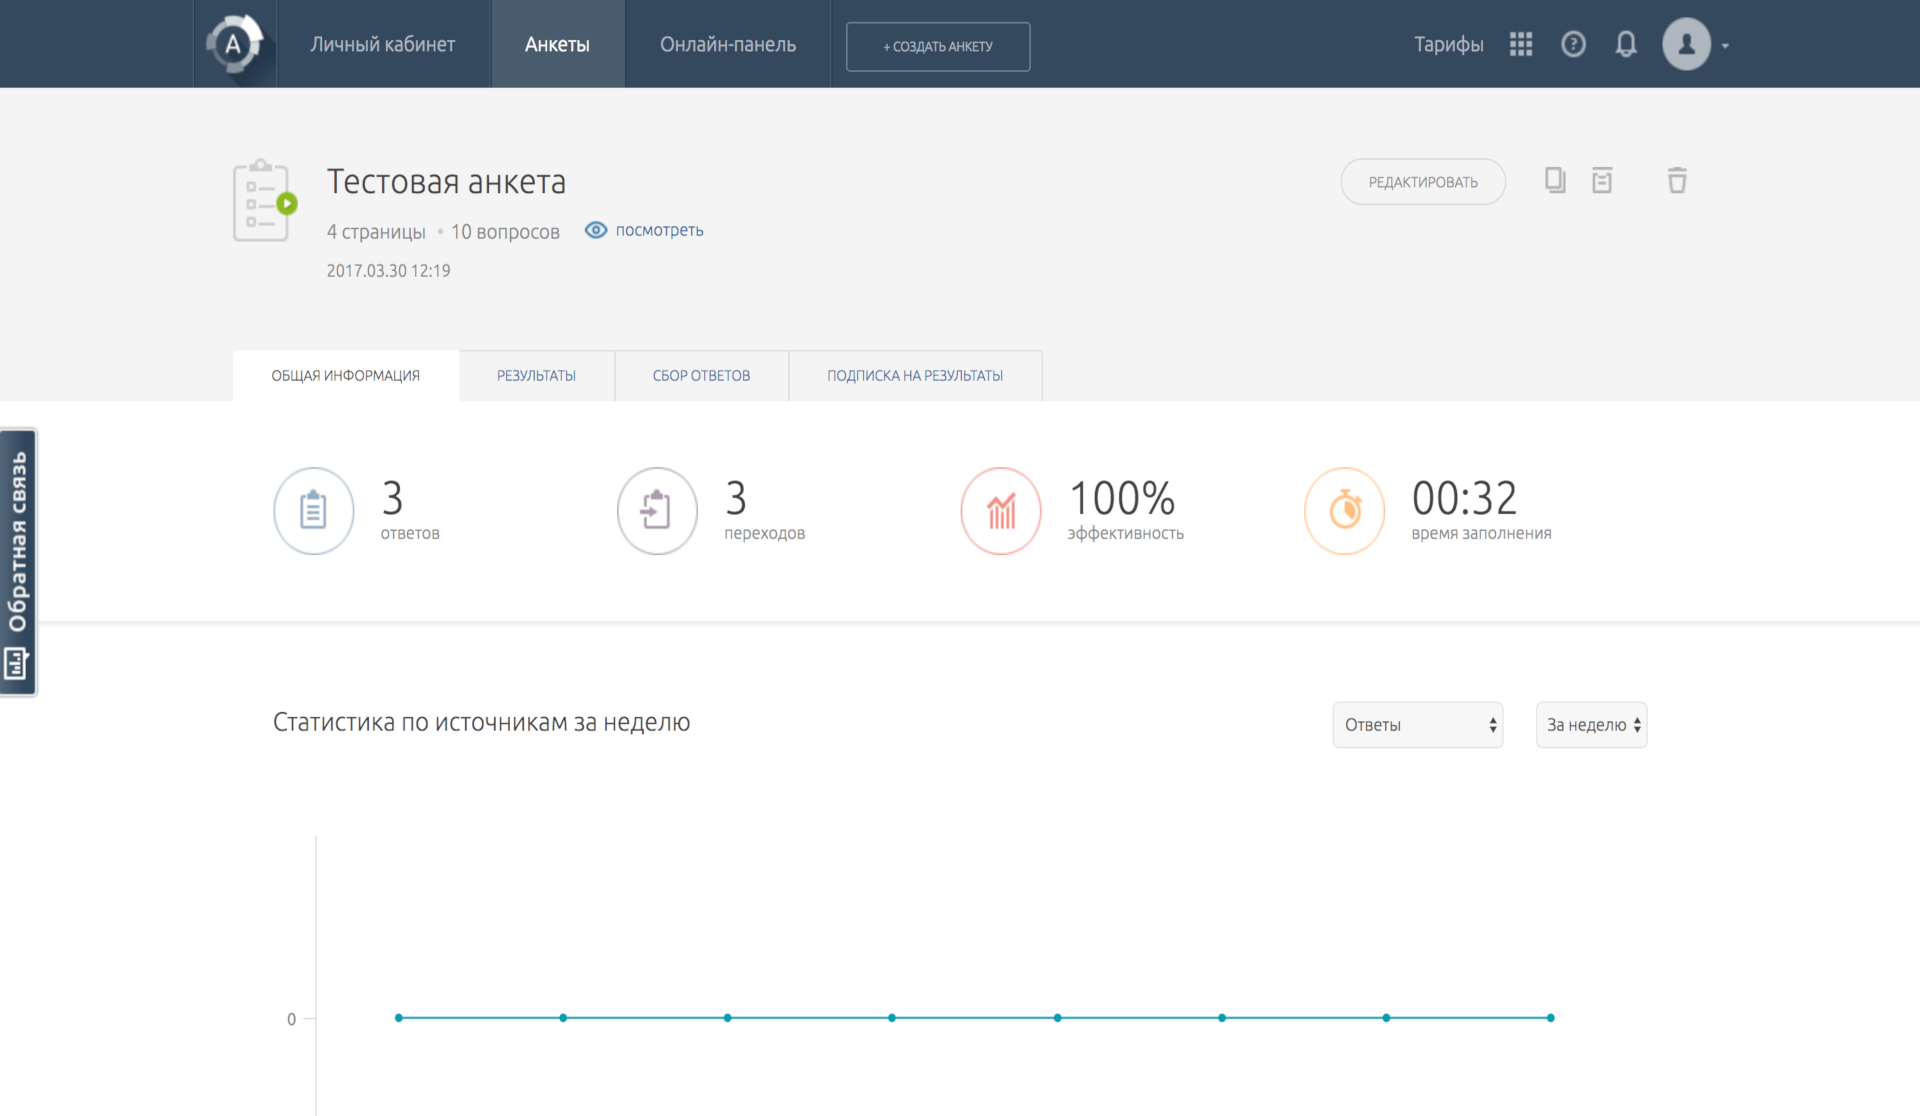 А Личный кабинет Анкеты Онлайн-панель + СОЗДАТЬ АНКЕТУ Тарифы ?
Тестовая анкета
РЕДАКТИРОВАТЬ
4 страницы • 10 вопросов посмотреть
2017.03.30 12:19
ОБЩАЯ ИНФОРМАЦИЯ РЕЗУЛЬТАТЫ СБОР ОТВЕТОВ ПОДПИСКА НА РЕЗУЛЬТАТЫ
Обратная связь
3 3 100% 00:32
ответов переходов эффективность время заполнения
Статистика по источникам за неделю Ответы За неделю
0